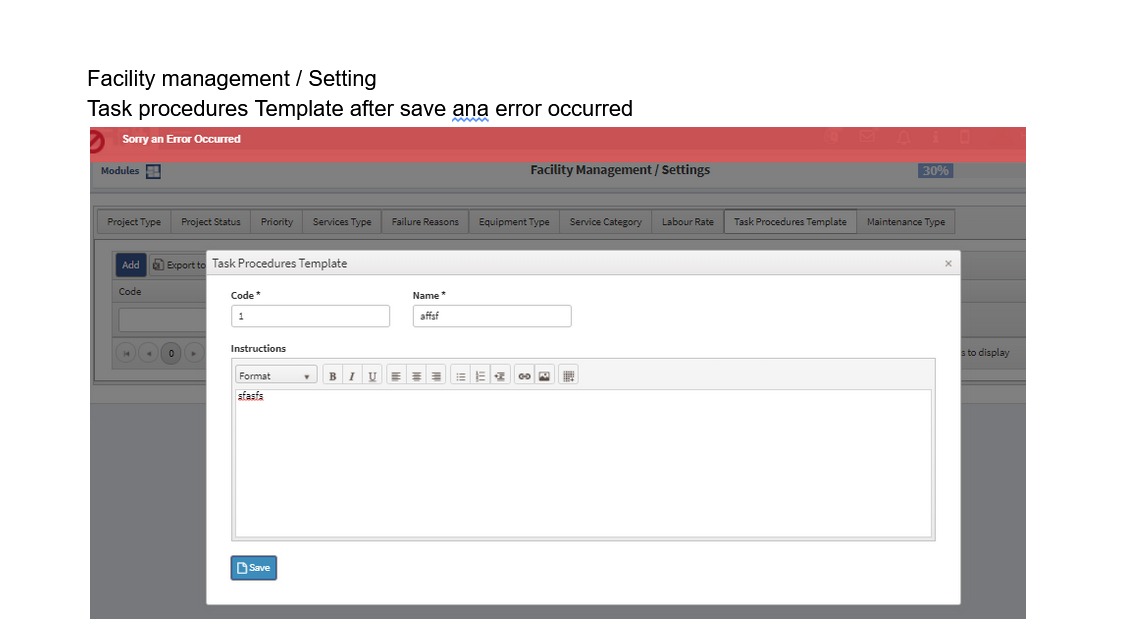 Facility management / Setting
Task procedures Template after save ana error occurred
Sorry an Error Occurred
Modules
Facility Management / Settings
30%
Project Type Project Status Priority Services Type Failure Reasons Equipment Type Service Category Labour Rate Task Procedures Template Maintenance Type
Add Export to
Task Procedures Template ×
Code
Code * Name *
1 affsf
Instructions
0
s to display
Format B I U
sfasfs
Save